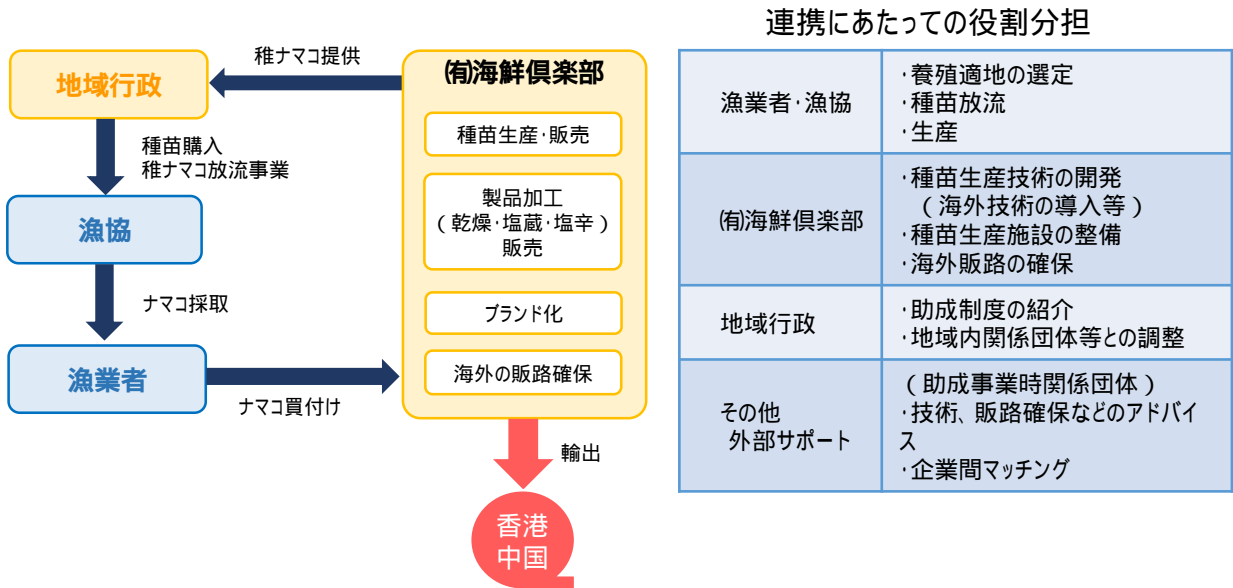 稚ナマコ提供
地域行政
種苗購入
稚ナマコ放流事業
漁協
ナマコ採取
漁業者
ナマコ買付け
㈲海鮮倶楽部
種苗生産・販売
製品加工
（乾燥・塩蔵・塩辛）
販売
ブランド化
海外の販路確保
輸出
香港
中国
連携にあたっての役割分担
漁業者・漁協
・養殖適地の選定
・種苗放流
・生産
㈲海鮮倶楽部
・種苗生産技術の開発
（海外技術の導入等）
・種苗生産施設の整備
・海外販路の確保
地域行政
・助成制度の紹介
・地域内関係団体等との調整
その他
外部サポート
（助成事業時関係団体）
・技術、販路確保などのアドバイ
ス
・企業間マッチング